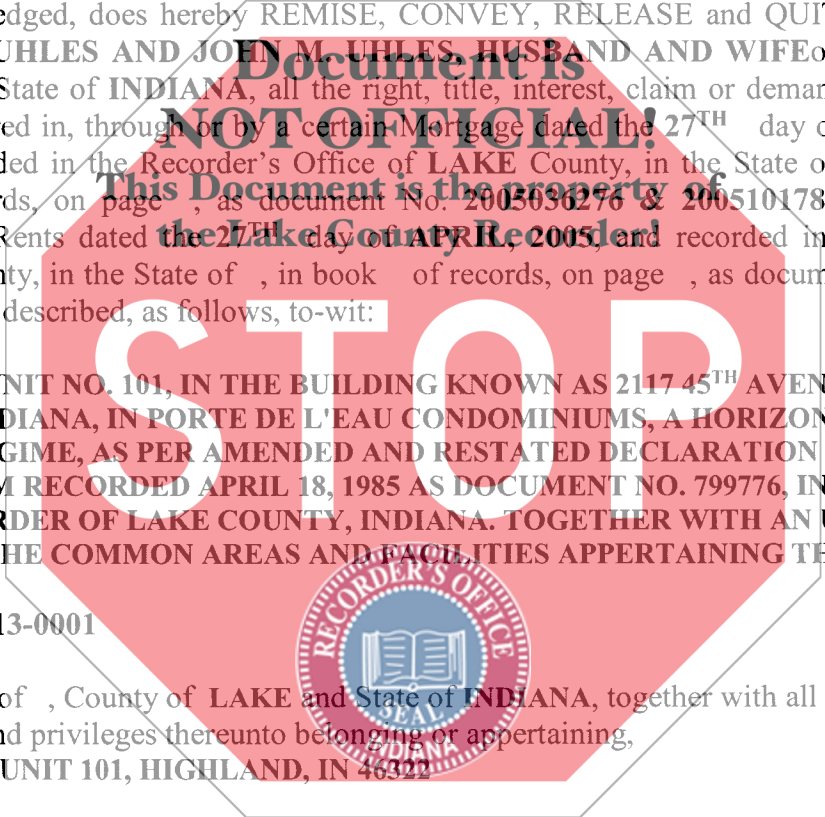 edged, does hereby REMISE, CONVEY, RELEASE and QUI
UHLES AND JOHN M. UHLES, HUSBAND AND WIFEo
Document is
State of INDIANA, all the right, title, interest, claim or deman
NOT OFFICIAL!
ed in, through or by a certain Mortgage dated the 27TH day o
ded in the Recorder's Office of LAKE County, in the State o
This Document is the property of
rds, on page , as document No. 2005036276 & 200510178
the Lake County Recorder!
Rents dated the 27TH day of APRIL, 2005, and recorded in
nty, in the State of , in book of records, on page , as docum
described, as follows, to-wit:
STOP
NIT NO. 101, IN THE BUILDING KNOWN AS 2117 45TH AVEN
DIANA, IN PORTE DE L'EAU CONDOMINIUMS, A HORIZON
GIME, AS PER AMENDED AND RESTATED DECLARATION
M RECORDED APRIL 18, 1985 AS DOCUMENT NO. 799776, IN
RDER OF LAKE COUNTY, INDIANA. TOGETHER WITH AN U
HE COMMON AREAS AND FACILITIES APPERTAINING TH
RECORDER'S OFFICE
13-0001
of , County of LAKE and State of INDIANA, together with all
SEAL
nd privileges thereunto belonging or appertaining,
INDIANA
UNIT 101, HIGHLAND, IN 46322